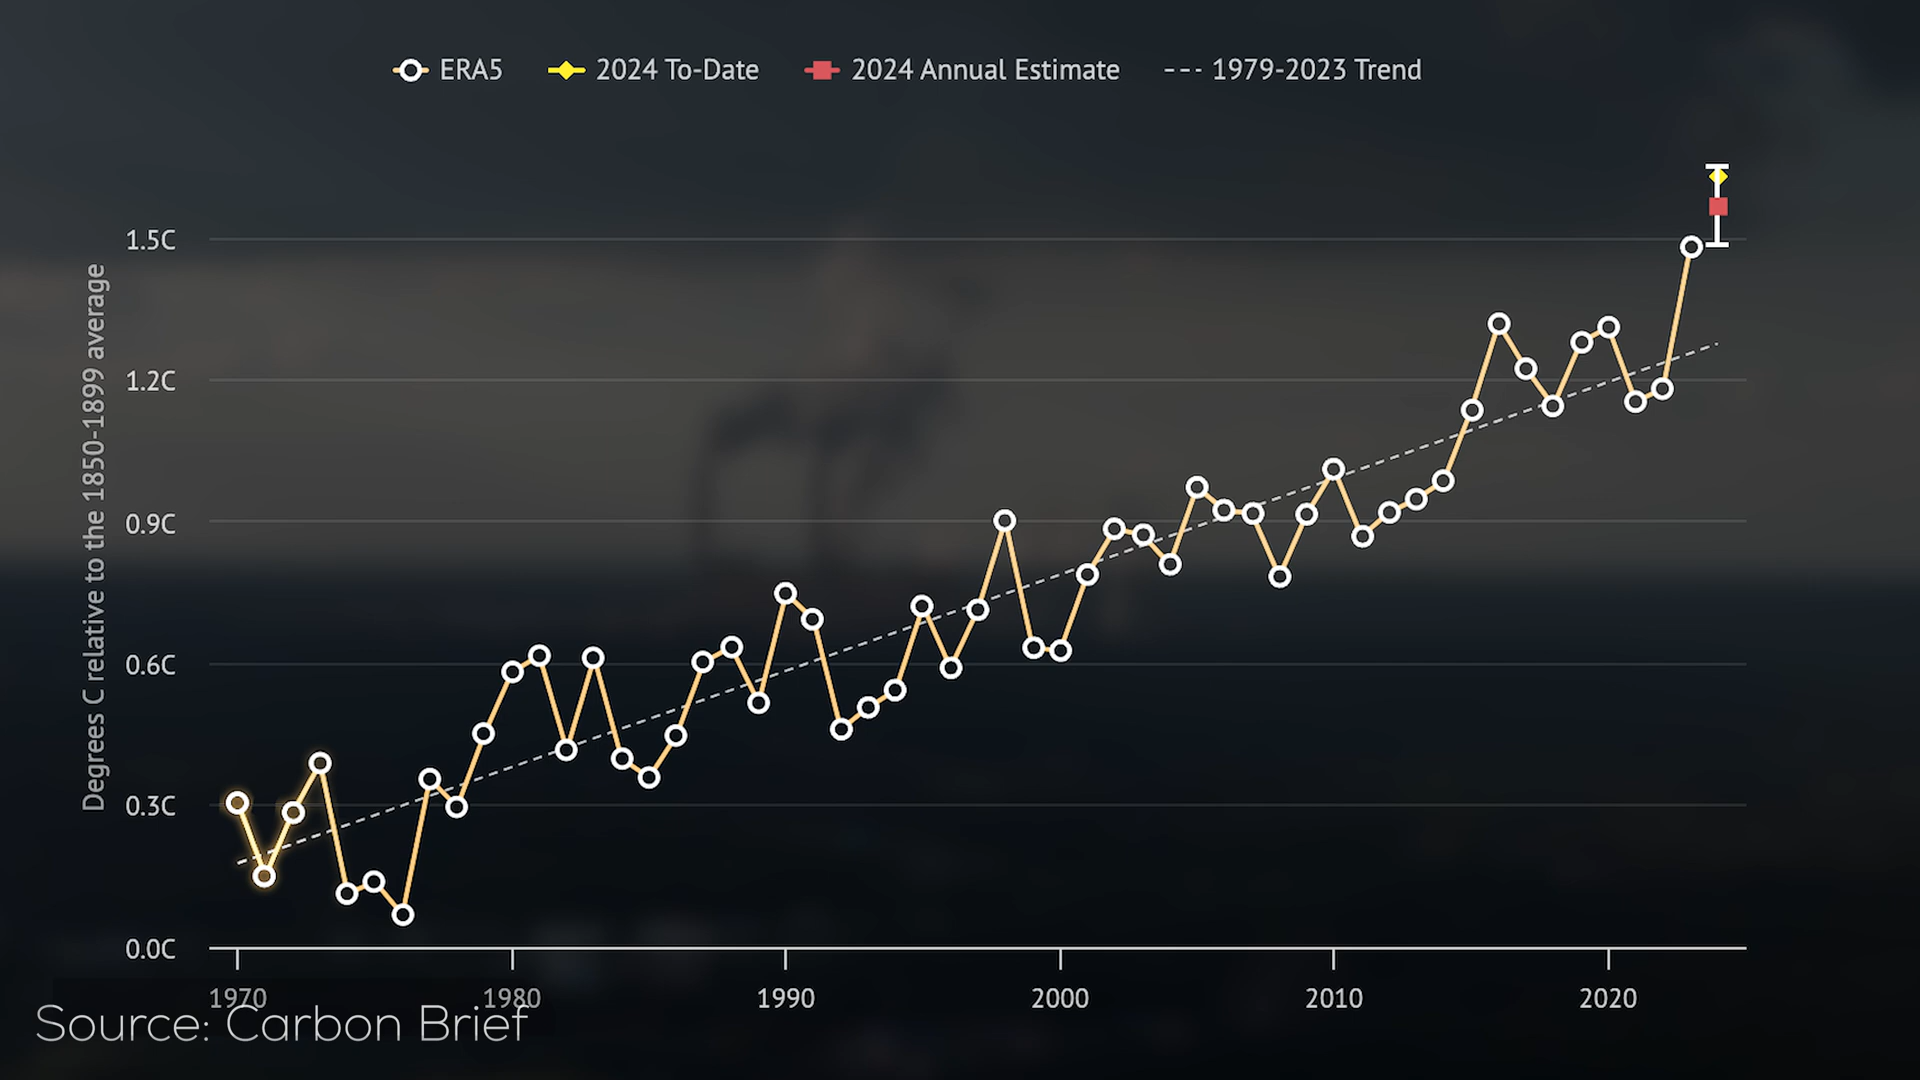 ERA5 2024 To-Date 2024 Annual Estimate 1979-2023 Trend
Degrees C relative to the 1850-1899 average
1.5C
1.2C
0.9C
0.6C
0.3C
0.0C
1970 1980 1990 2000 2010 2020
Source: Carbon Brief